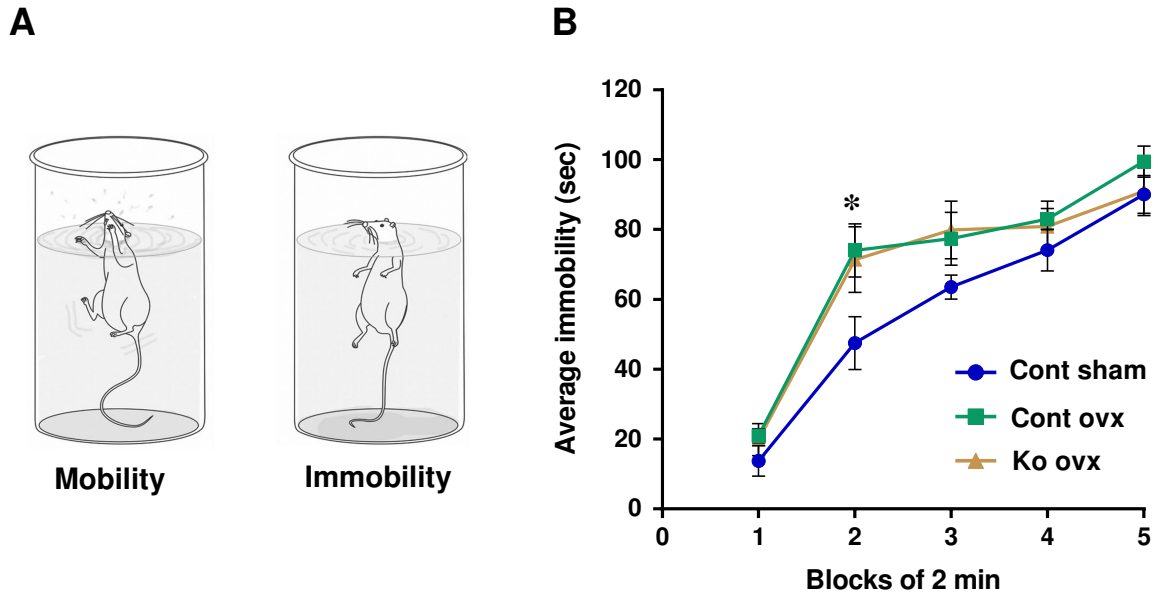 A
B
Mobility
Immobility
Average immobility (sec)
120
100
80
60
40
20
0
*
Cont sham
Cont ovx
Ko ovx
0 1 2 3 4 5
Blocks of 2 min